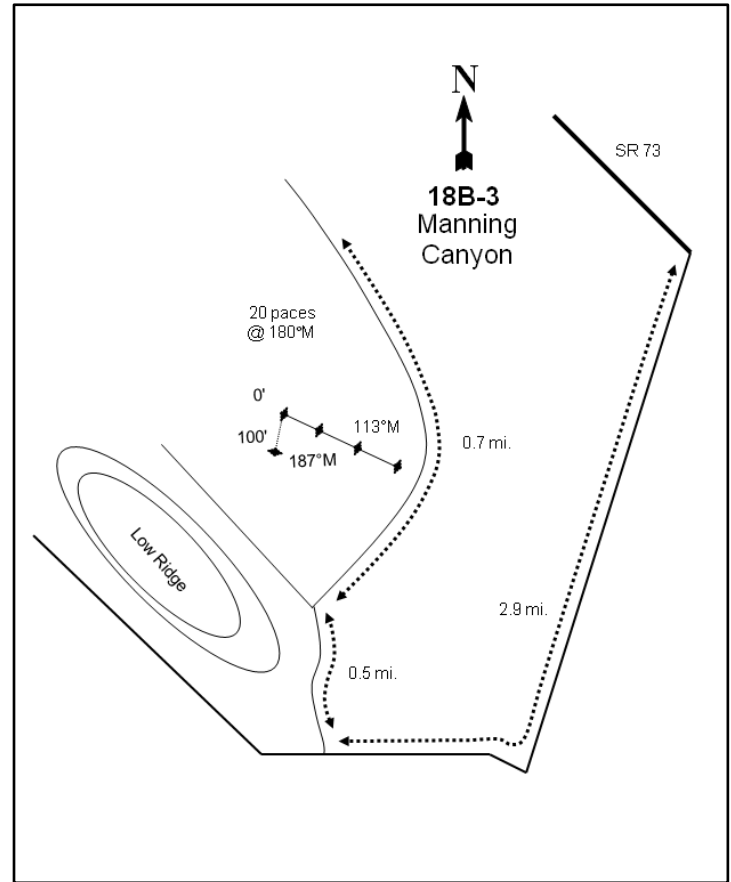 N
SR 73
18B-3
Manning
Canyon
20 paces
@ 180°M
0'
113°M
100'
187°M
0.7 mi.
Low Ridge
2.9 mi.
0.5 mi.